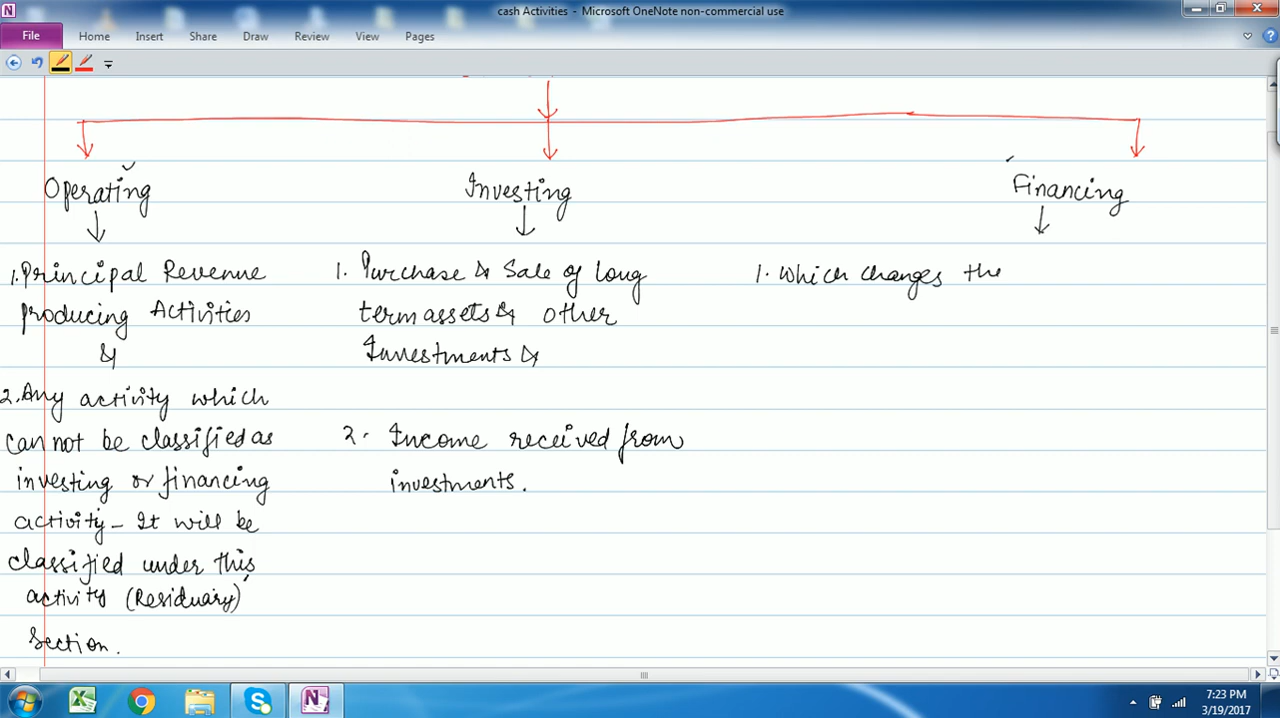 cash Activities - Microsoft OneNote non-commercial use
File Home Insert Share Draw Review View Pages
Operating
Investing
Financing
1. Principal Revenue
producing Activities
&
2. Any activity which
can not be classified as
investing or financing
activity - It will be
classified under this
activity (Residuary)
Section.
1. Purchase & Sale of long
term assets & other
Investments &
2. Income received from
investments.
1. Which changes the
7:23 PM
3/19/2017